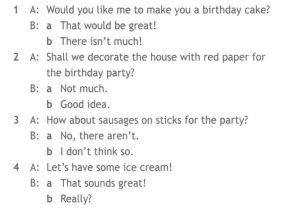 1 A: Would you like me to make you a birthday cake?
B: a That would be great!
b There isn't much!
2 A: Shall we decorate the house with red paper for
the birthday party?
B: a Not much.
b Good idea.
3 A: How about sausages on sticks for the party?
B: a No, there aren't.
b I don't think so.
4 A: Let's have some ice cream!
B: a That sounds great!
b Really?